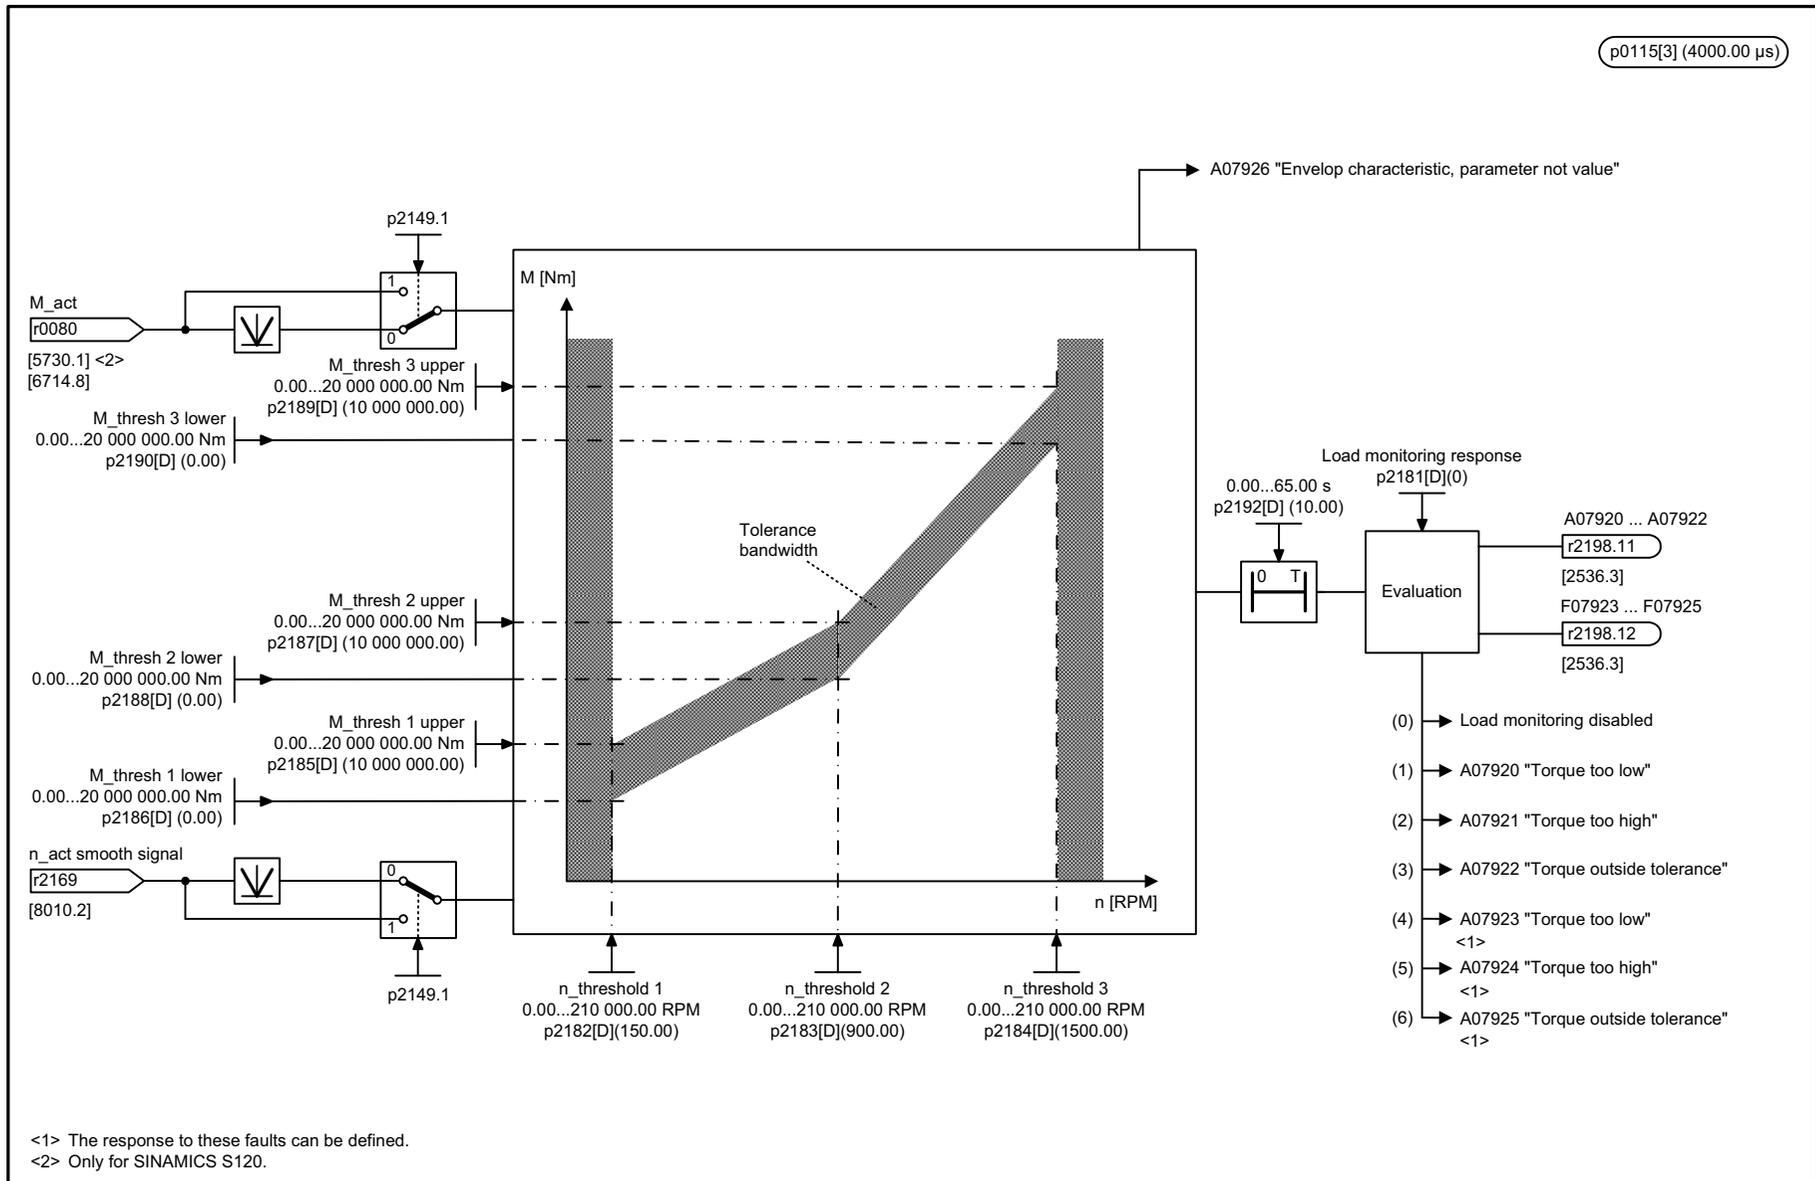 p0115[3] (4000.00 µs)
A07926 "Envelop characteristic, parameter not value"
p2149.1
1
0
M_act
r0080
[5730.1] <2>
[6714.8]
M_thresh 3 upper
0.00...20 000 000.00 Nm
p2189[D] (10 000 000.00)
M_thresh 3 lower
0.00...20 000 000.00 Nm
p2190[D] (0.00)
M_thresh 2 upper
0.00...20 000 000.00 Nm
p2187[D] (10 000 000.00)
M_thresh 2 lower
0.00...20 000 000.00 Nm
p2188[D] (0.00)
M_thresh 1 upper
0.00...20 000 000.00 Nm
p2185[D] (10 000 000.00)
M_thresh 1 lower
0.00...20 000 000.00 Nm
p2186[D] (0.00)
n_act smooth signal
r2169
[8010.2]
0
1
p2149.1
M [Nm]
Tolerance
bandwidth
n [RPM]
n_threshold 1
0.00...210 000.00 RPM
p2182[D](150.00)
n_threshold 2
0.00...210 000.00 RPM
p2183[D](900.00)
n_threshold 3
0.00...210 000.00 RPM
p2184[D](1500.00)
0.00...65.00 s
p2192[D] (10.00)
0 T
Load monitoring response
p2181[D](0)
Evaluation
A07920 ... A07922
r2198.11
[2536.3]
F07923 ... F07925
r2198.12
[2536.3]
(0) Load monitoring disabled
(1) A07920 "Torque too low"
(2) A07921 "Torque too high"
(3) A07922 "Torque outside tolerance"
(4) A07923 "Torque too low"
<1>
(5) A07924 "Torque too high"
<1>
(6) A07925 "Torque outside tolerance"
<1>
<1> The response to these faults can be defined.
<2> Only for SINAMICS S120.